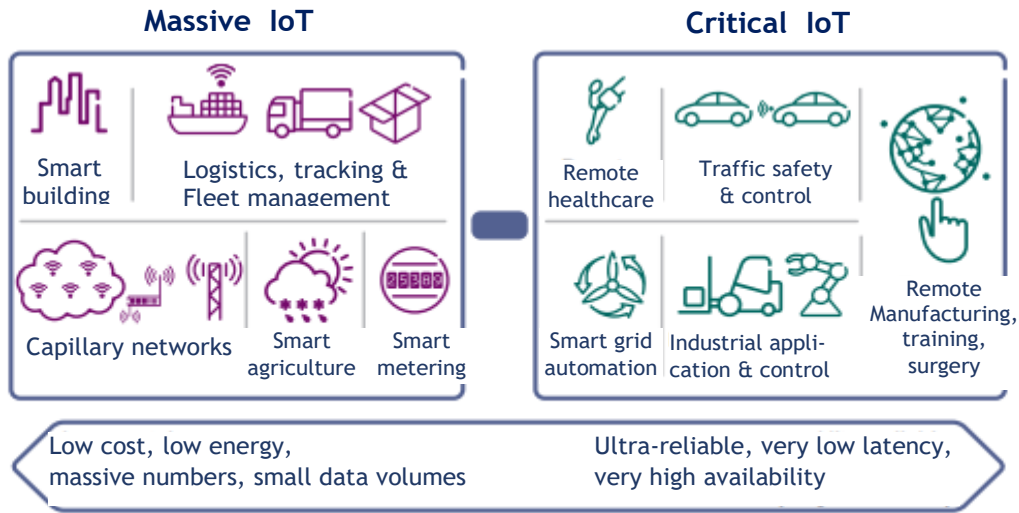 Massive IoT
Critical IoT
Smart
building
Logistics, tracking &
Fleet management
Capillary networks
Smart
agriculture
Smart
metering
Remote
healthcare
Traffic safety
& control
Smart grid
automation
Industrial appli-
cation & control
Remote
Manufacturing,
training,
surgery
Low cost, low energy,
massive numbers, small data volumes
Ultra-reliable, very low latency,
very high availability